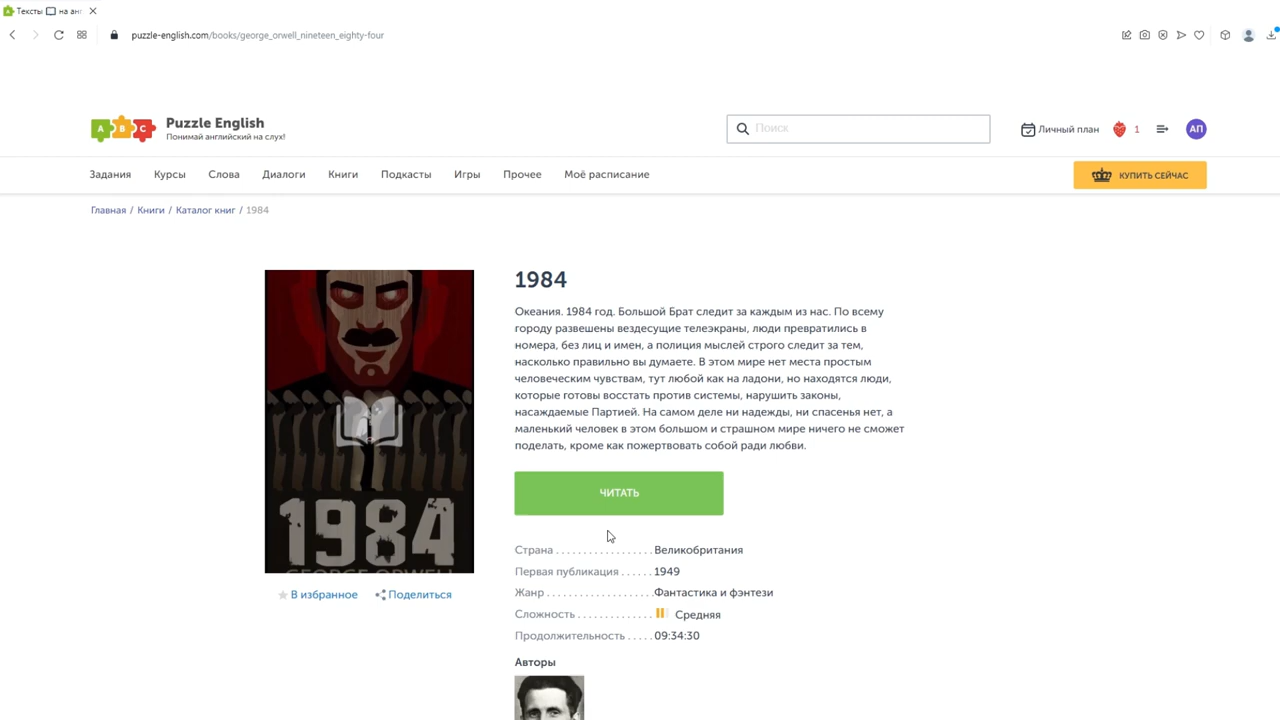 Тексты на анг
puzzle-english.com/books/george_orwell_nineteen_eighty-four
A B C
Puzzle English
Понимай английский на слух!
Поиск
Личный план
1
АП
Задания Курсы Слова Диалоги Книги Подкасты Игры Прочее Моё расписание
КУПИТЬ СЕЙЧАС
Главная / Книги / Каталог книг / 1984
1984
GEORGE ORWELL
В избранное Поделиться
1984
Океания. 1984 год. Большой Брат следит за каждым из нас. По всему
городу развешены вездесущие телеэкраны, люди превратились в
номера, без лиц и имен, а полиция мыслей строго следит за тем,
насколько правильно вы думаете. В этом мире нет места простым
человеческим чувствам, тут любой как на ладони, но находятся люди,
которые готовы восстать против системы, нарушить законы,
насаждаемые Партией. На самом деле ни надежды, ни спасенья нет, а
маленький человек в этом большом и страшном мире ничего не сможет
поделать, кроме как пожертвовать собой ради любви.
ЧИТАТЬ
Страна . . . . . . . . . . . . . . . . . . Великобритания
Первая публикация . . . . . . 1949
Жанр . . . . . . . . . . . . . . . . . . . .Фантастика и фэнтези
Сложность . . . . . . . . . . . . . . Средняя
Продолжительность . . . . . 09:34:30
Авторы